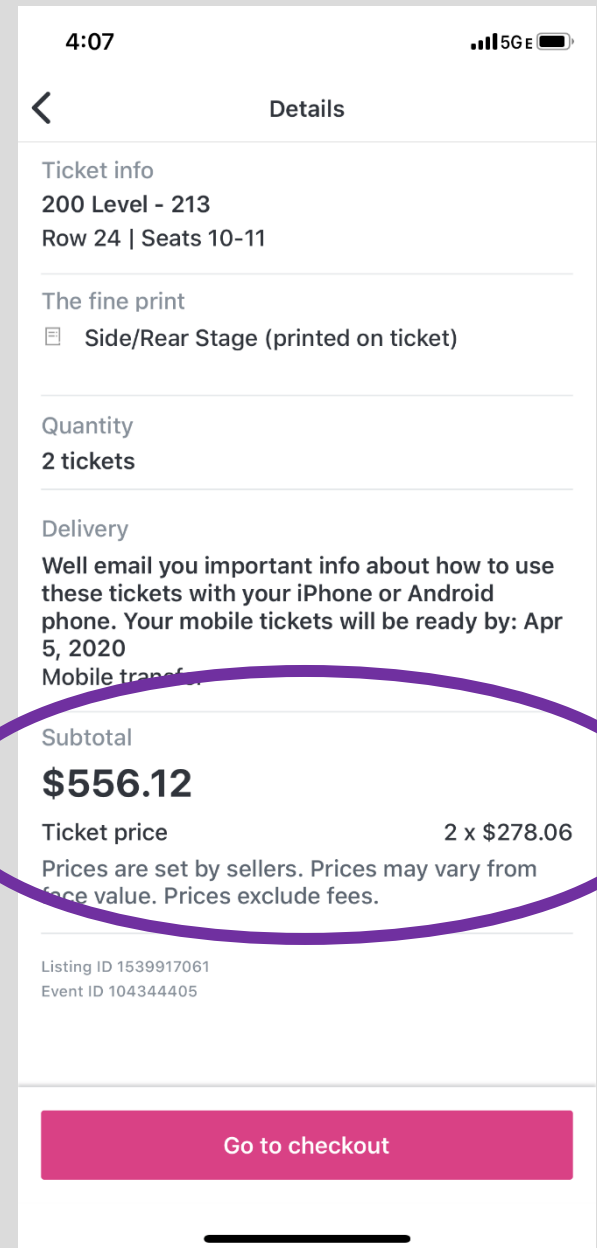 4:07
5GE
Details
Ticket info
200 Level - 213
Row 24 | Seats 10-11
The fine print
Side/Rear Stage (printed on ticket)
Quantity
2 tickets
Delivery
Well email you important info about how to use
these tickets with your iPhone or Android
phone. Your mobile tickets will be ready by: Apr
5, 2020
Mobile transfer
Subtotal
$556.12
Ticket price 2 x $278.06
Prices are set by sellers. Prices may vary from
face value. Prices exclude fees.
Listing ID 1539917061
Event ID 104344405
Go to checkout